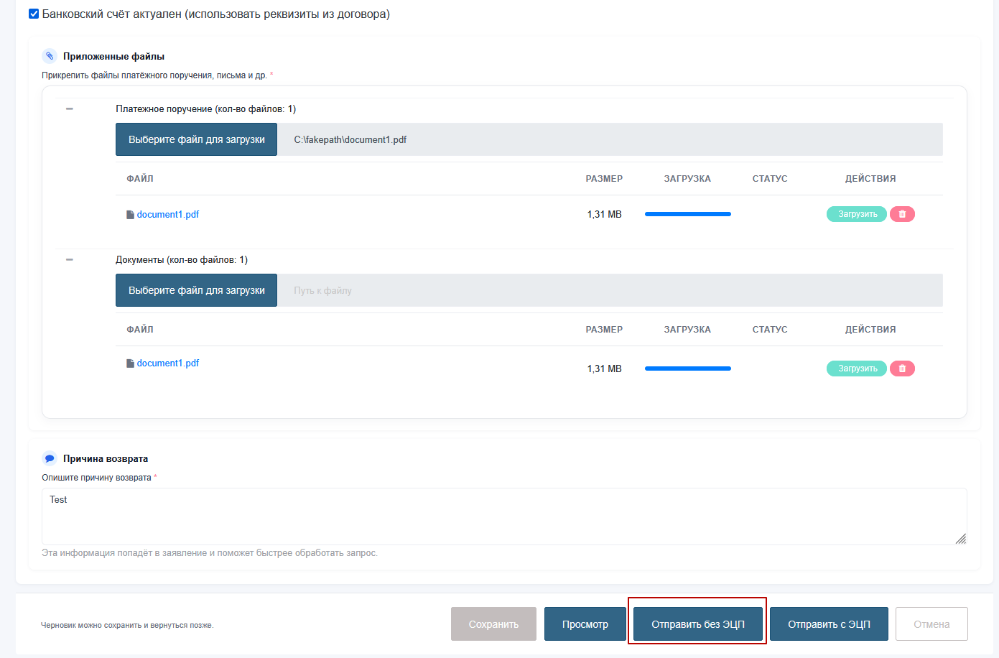 Банковский счёт актуален (использовать реквизиты из договора)
Приложенные файлы
Прикрепить файлы платёжного поручения, письма и др. *
Платежное поручение (кол-во файлов: 1)
Выберите файл для загрузки C:\fakepath\document1.pdf
ФАЙЛ РАЗМЕР ЗАГРУЗКА СТАТУС ДЕЙСТВИЯ
document1.pdf 1,31 MB Загрузить
Документы (кол-во файлов: 1)
Выберите файл для загрузки Путь к файлу
ФАЙЛ РАЗМЕР ЗАГРУЗКА СТАТУС ДЕЙСТВИЯ
document1.pdf 1,31 MB Загрузить
Причина возврата
Опишите причину возврата *
Test
Эта информация попадёт в заявление и поможет быстрее обработать запрос.
Черновик можно сохранить и вернуться позже. Сохранить Просмотр Отправить без ЭЦП Отправить с ЭЦП Отмена